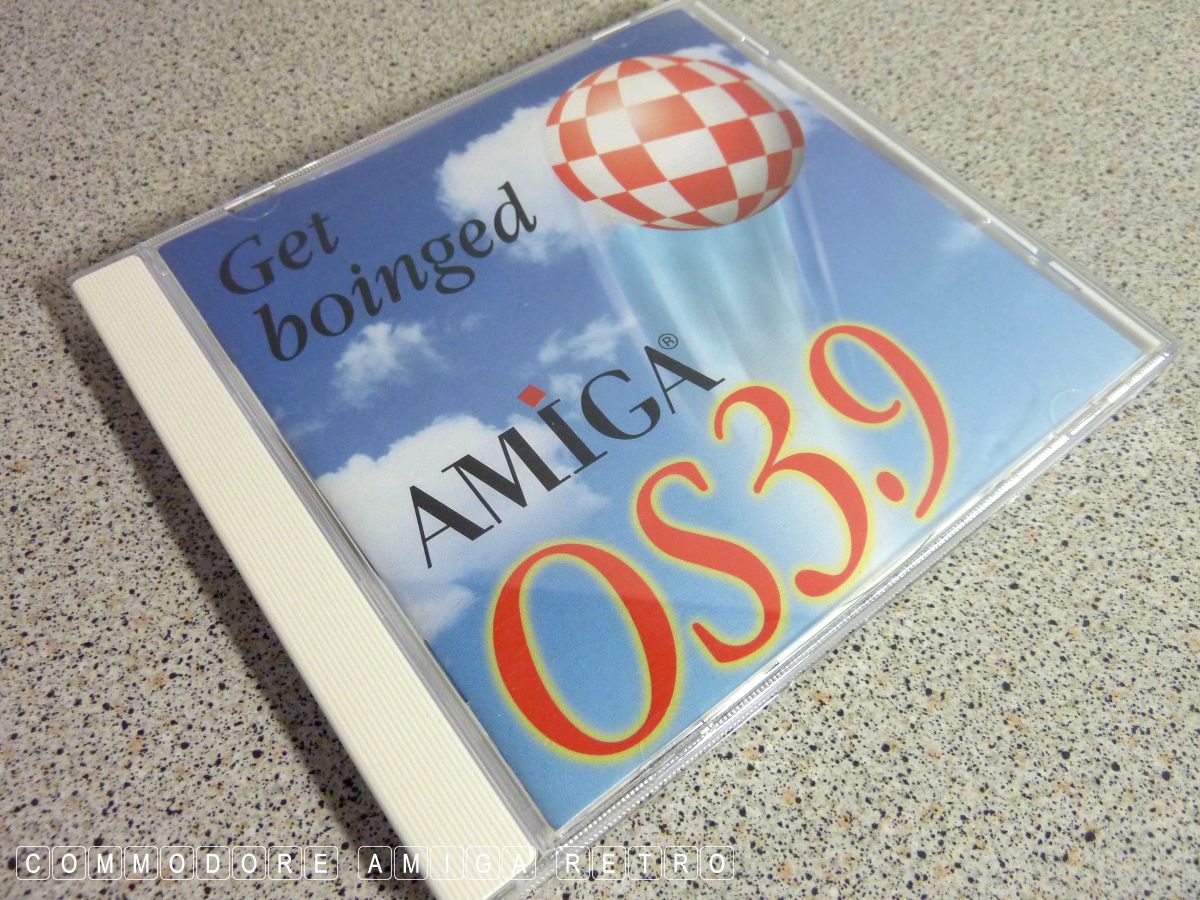 Get
boinged
AMIGA®
OS3.9
COMMODORE AMIGA RETRO